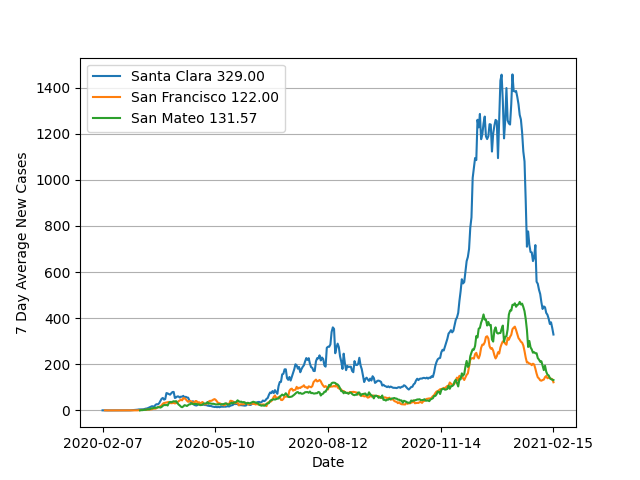 Santa Clara 329.00
San Francisco 122.00
San Mateo 131.57
7 Day Average New Cases
1400
1200
1000
800
600
400
200
0
2020-02-07 2020-05-10 2020-08-12 2020-11-14 2021-02-15
Date